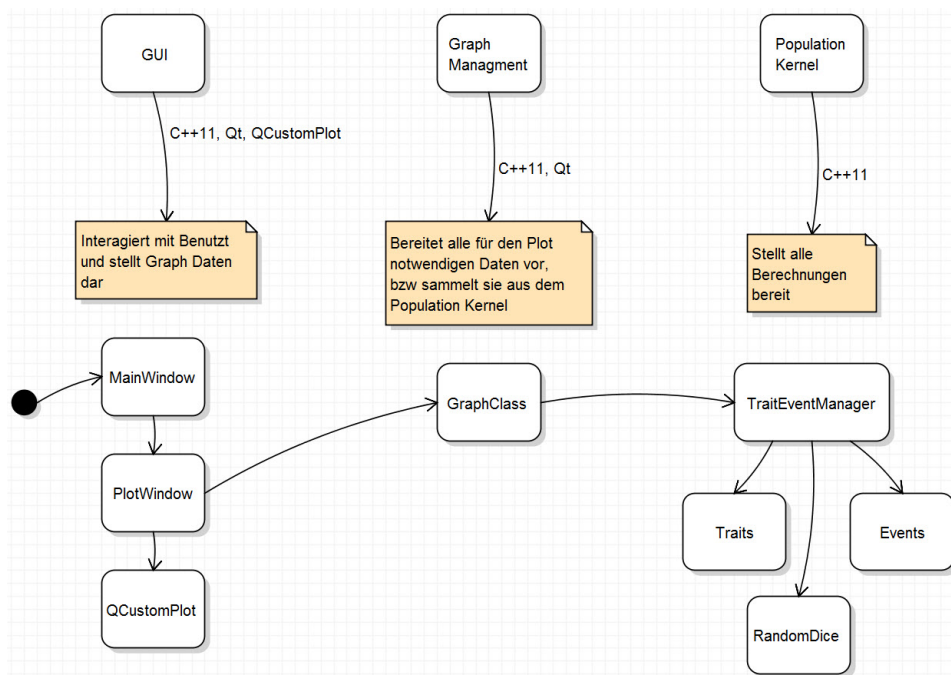 GUI
Graph
Managment
Population
Kernel
C++11, Qt, QCustomPlot
C++11, Qt
C++11
Interagiert mit Benutzt
und stellt Graph Daten
dar
Bereitet alle für den Plot
notwendigen Daten vor,
bzw sammelt sie aus dem
Population Kernel
Stellt alle
Berechnungen
bereit
MainWindow
GraphClass
TraitEventManager
PlotWindow
Traits
Events
QCustomPlot
RandomDice